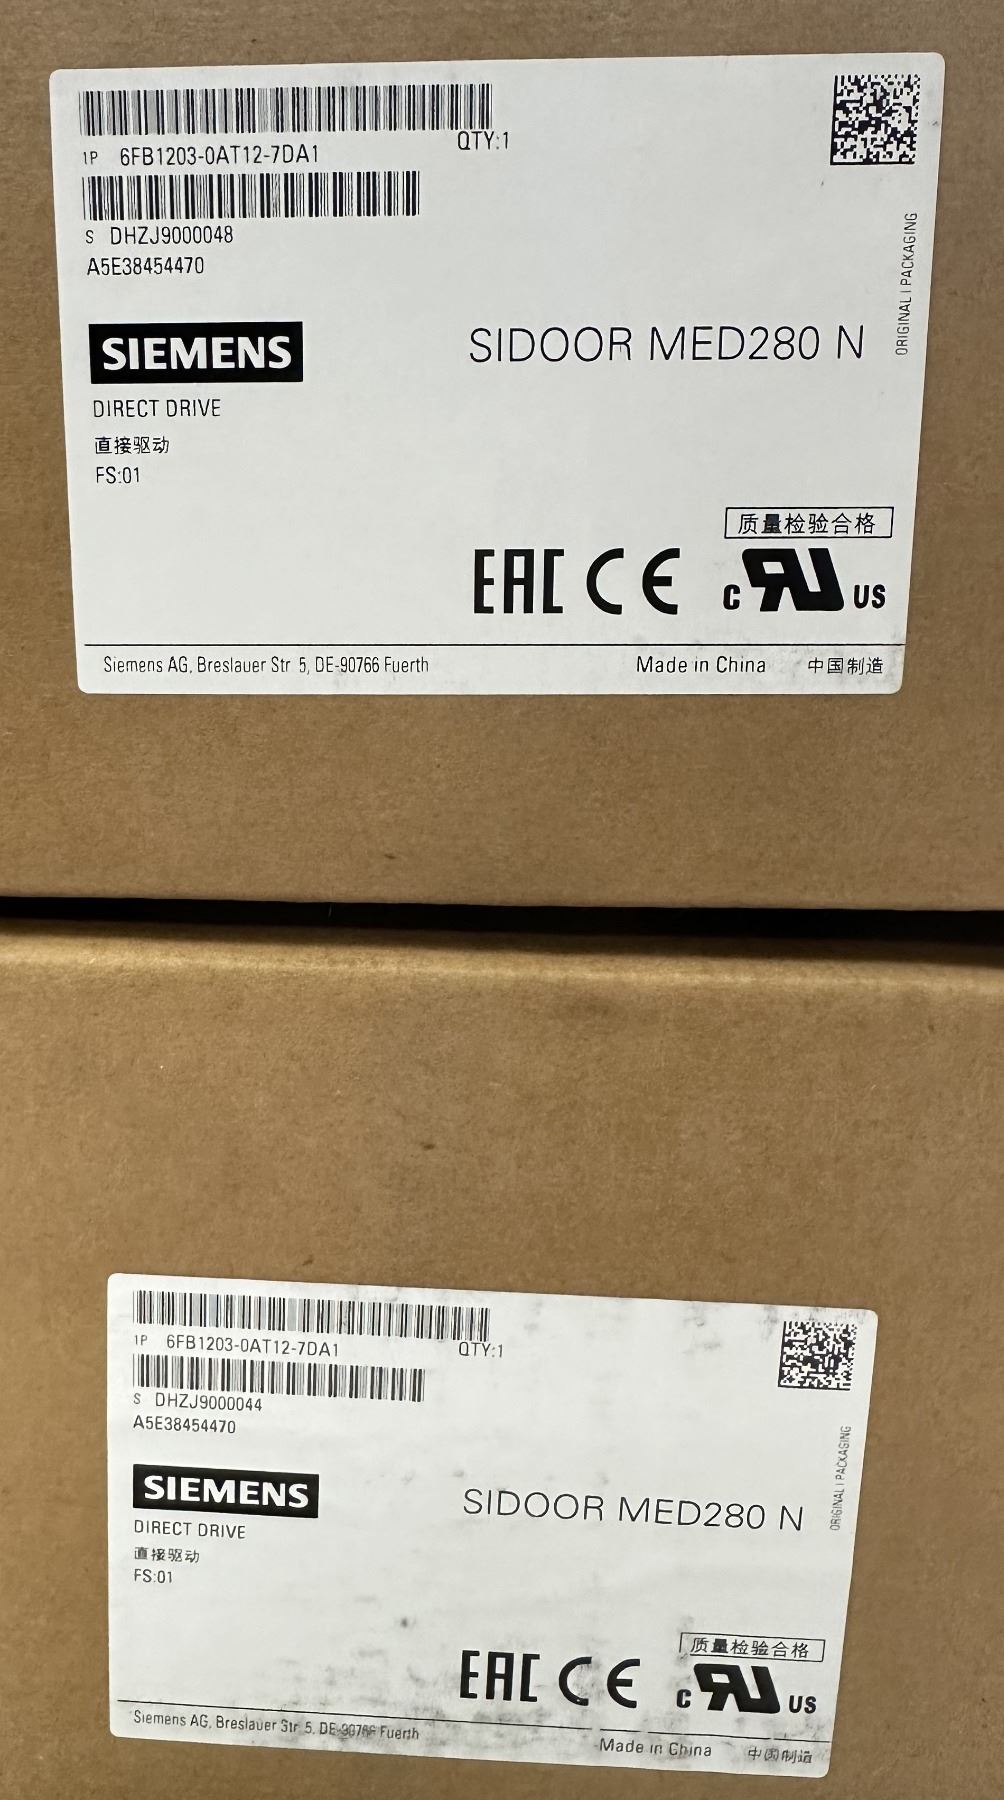 1P 6FB1203-0AT12-7DA1 QTY:1
S DHZJ9000048
A5E38454470
ORIGINAL | PACKAGING
SIEMENS
SIDOOR MED280 N
DIRECT DRIVE
直接驱动
FS:01
质量检验合格
EAC CE c RU US
Siemens AG, Breslauer Str 5, DE-90766 Fuerth Made in China 中国制造
1P 6FB1203-0AT12-7DA1 QTY:1
S DHZJ9000044
A5E38454470
ORIGINAL | PACKAGING
SIEMENS
SIDOOR MED280 N
DIRECT DRIVE
直接驱动
FS:01
质量检验合格
EAC CE c RU US
Siemens AG, Breslauer Str 5, DE-90766 Fuerth Made in China 中国制造